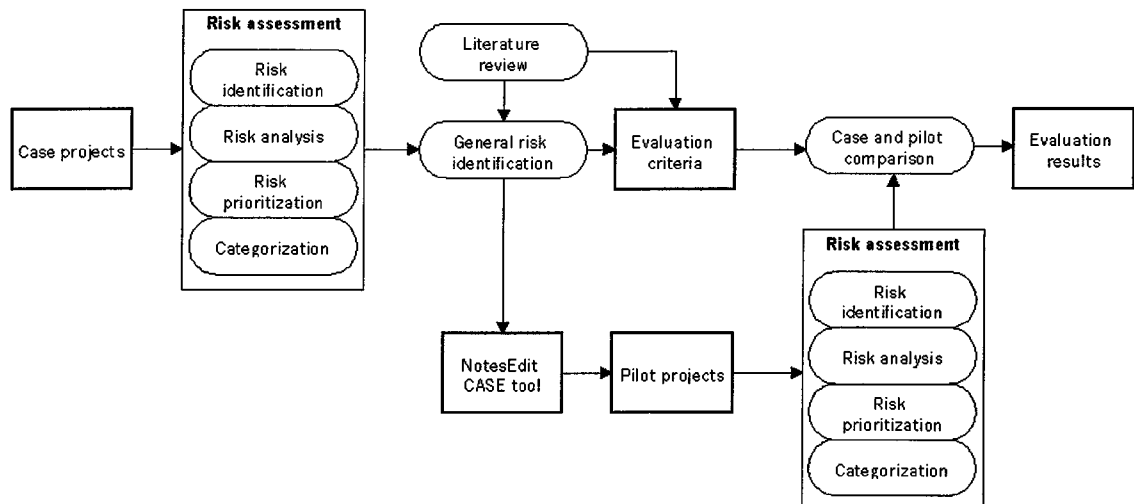 Risk assessment
Risk
identification
Risk analysis
Risk
prioritization
Categorization
Case projects
Literature
review
General risk
identification
Evaluation
criteria
Case and pilot
comparison
Evaluation
results
NotesEdit
CASE tool
Pilot projects
Risk assessment
Risk
identification
Risk analysis
Risk
prioritization
Categorization